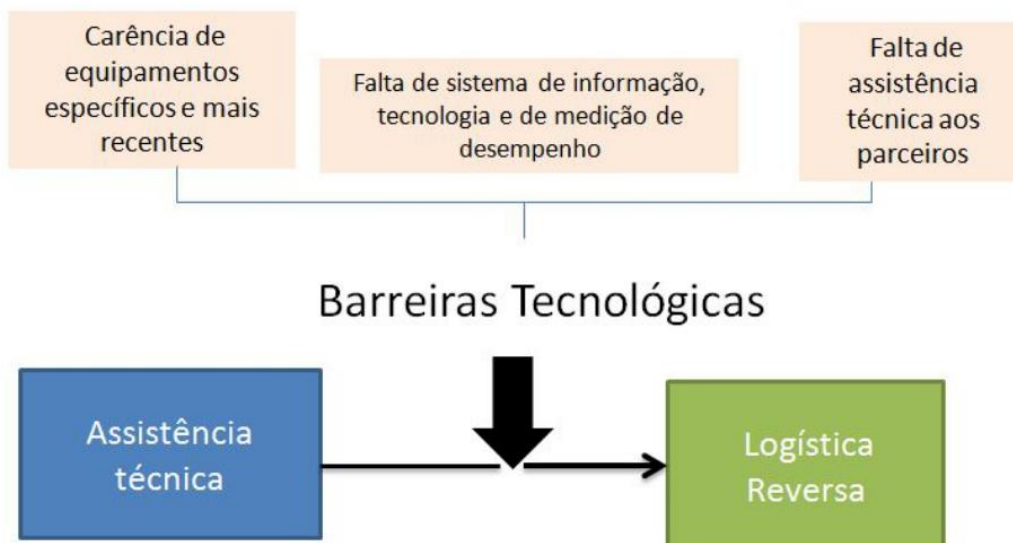 Carência de
equipamentos
específicos e mais
recentes
Falta de sistema de informação,
tecnologia e de medição de
desempenho
Falta de
assistência
técnica aos
parceiros
Barreiras Tecnológicas
Assistência
técnica
Logística
Reversa